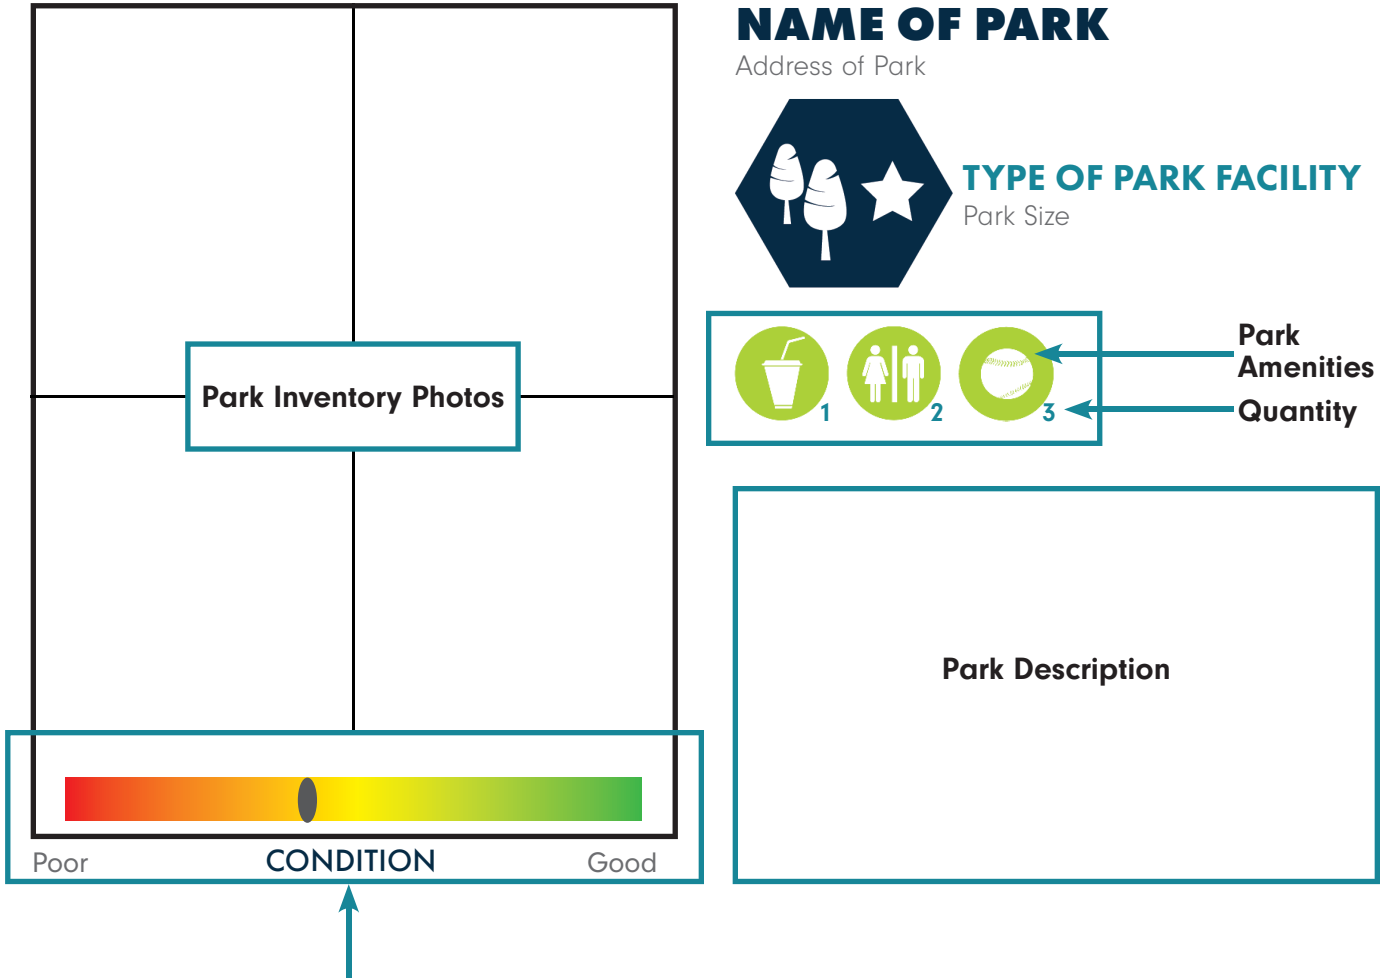 NAME OF PARK
Address of Park
TYPE OF PARK FACILITY
Park Size
Park Inventory Photos
1
2
3
Park
Amenities
Quantity
Park Description
Poor
CONDITION
Good